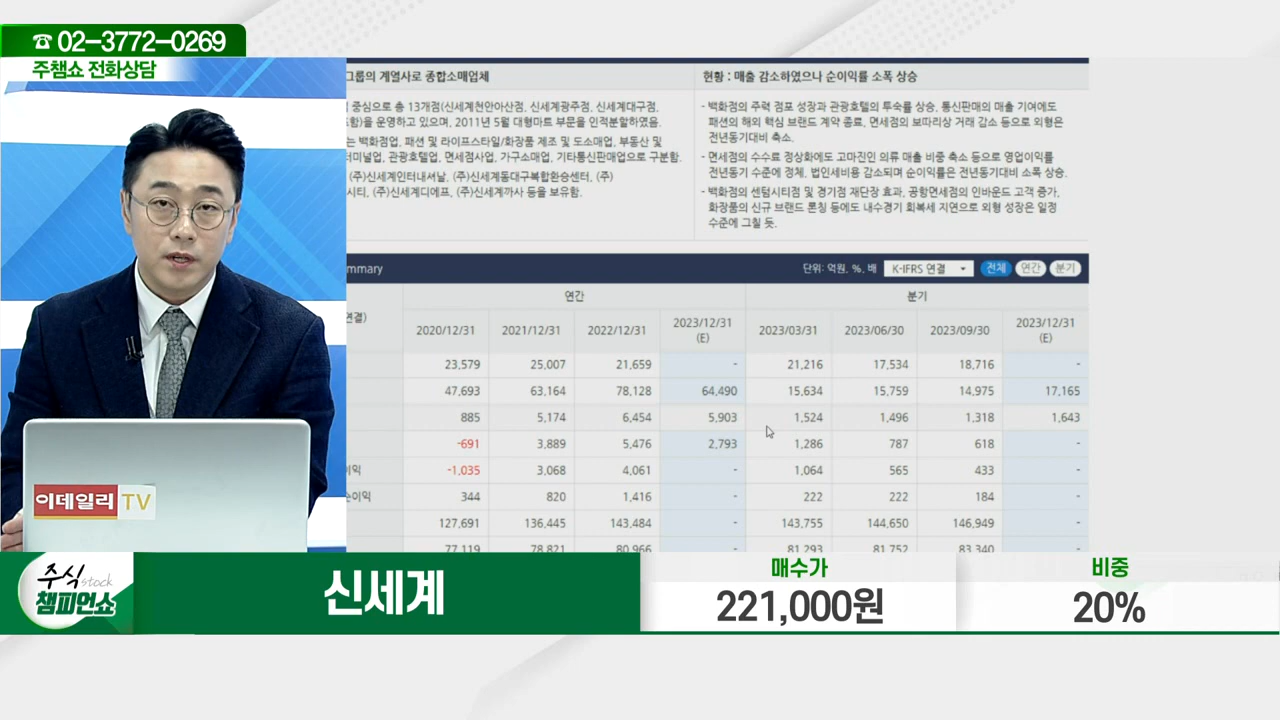 ☎ 02-3772-0269
주챔쇼 전화상담
그룹의 계열사로 종합소매업체
중심으로 총 13개점(신세계천안아산점, 신세계광주점, 신세계대구점,
함)을 운영하고 있으며, 2011년 5월 대형마트 부문을 인적분할하였음.
는 백화점업, 패션 및 라이프스타일/화장품 제조 및 도소매업, 부동산 및
터미널업, 관광호텔업, 면세점사업, 가구소매업, 기타통신판매업으로 구분함.
(주)신세계인터내셔날, (주)신세계동대구복합환승센터, (주)
시티, (주)신세계디에프, (주)신세계까사 등을 보유함.
현황 : 매출 감소하였으나 순이익률 소폭 상승
- 백화점의 주력 점포 성장과 관광호텔의 투숙률 상승, 통신판매의 매출 기여에도
패션의 해외 핵심 브랜드 계약 종료, 면세점의 보따리상 거래 감소 등으로 외형은
전년동기대비 축소.
- 면세점의 수수료 정상화에도 고마진인 의류 매출 비중 축소 등으로 영업이익률
전년동기 수준에 정체, 법인세비용 감소되며 순이익률은 전년동기대비 소폭 상승.
- 백화점의 센텀시티점 및 경기점 재단장 효과, 공항면세점의 인바운드 고객 증가,
화장품의 신규 브랜드 론칭 등에도 내수경기 회복세 지연으로 외형 성장은 일정
수준에 그칠 듯.
mmary 단위: 억원, %, 배 K-IFRS 연결 전체 연간 분기
연결) 연간 분기
2020/12/31 2021/12/31 2022/12/31 2023/12/31 (E) 2023/03/31 2023/06/30 2023/09/30 2023/12/31 (E)
23,579 25,007 21,659 - 21,216 17,534 18,716 -
47,693 63,164 78,128 64,490 15,634 15,759 14,975 17,165
885 5,174 6,454 5,903 1,524 1,496 1,318 1,643
-691 3,889 5,476 2,793 1,286 787 618 -
익 -1,035 3,068 4,061 - 1,064 565 433 -
순이익 344 820 1,416 - 222 222 184 -
127,691 136,445 143,484 - 143,755 144,650 146,949 -
77,119 78,821 80,966 - 81,293 81,752 83,340 -
이데일리 TV
주식 stock
챔피언쇼
신세계
매수가
221,000원
비중
20%